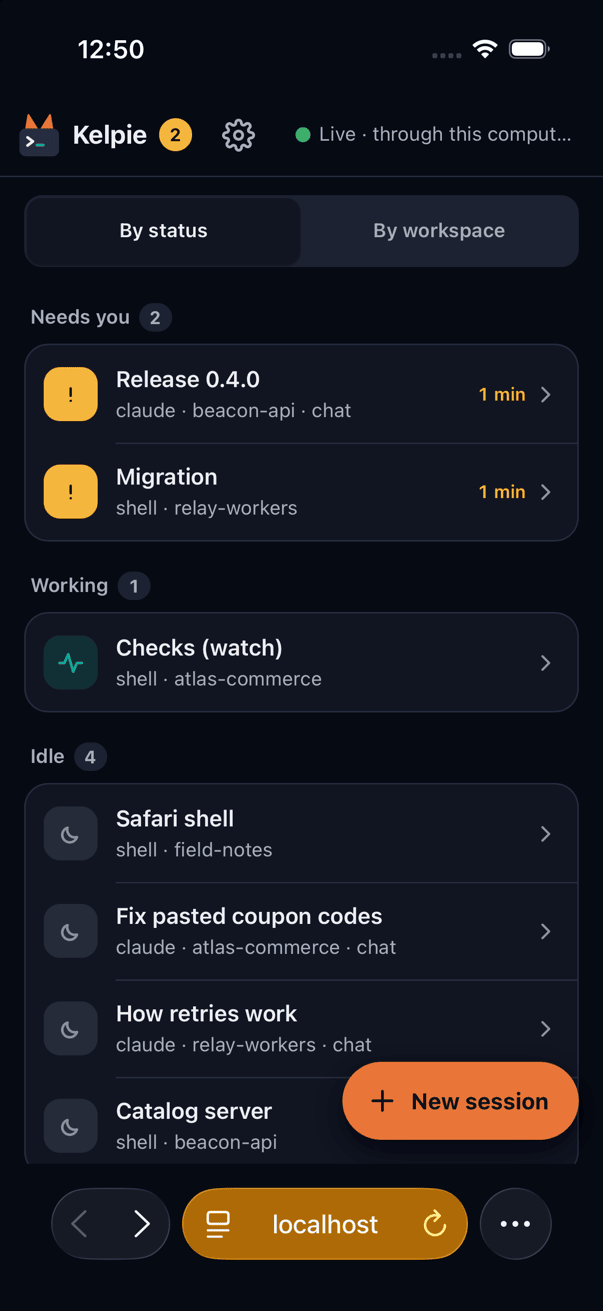 12:50
Kelpie 2 Live · through this comput...
By status By workspace
Needs you 2
! Release 0.4.0 1 min
claude · beacon-api · chat
! Migration 1 min
shell · relay-workers
Working 1
Checks (watch)
shell · atlas-commerce
Idle 4
Safari shell
shell · field-notes
Fix pasted coupon codes
claude · atlas-commerce · chat
How retries work
claude · relay-workers · chat
Catalog server
shell · beacon-api
+ New session
localhost